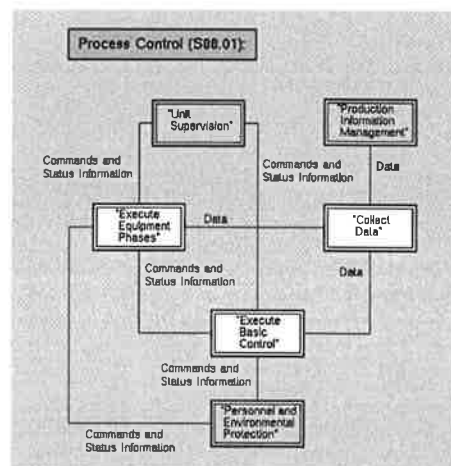 Process Control (S88.01):
"Unit
Supervision"
"Production
Information
Management"
Commands and
Status Information
Commands and
Status Information
Data
"Execute
Equipment
Phases"
Data
"Collect
Data"
Commands and
Status Information
Data
"Execute
Basic
Control"
Commands and
Status Information
"Personnel and
Environmental
Protection"
Commands and
Status Information